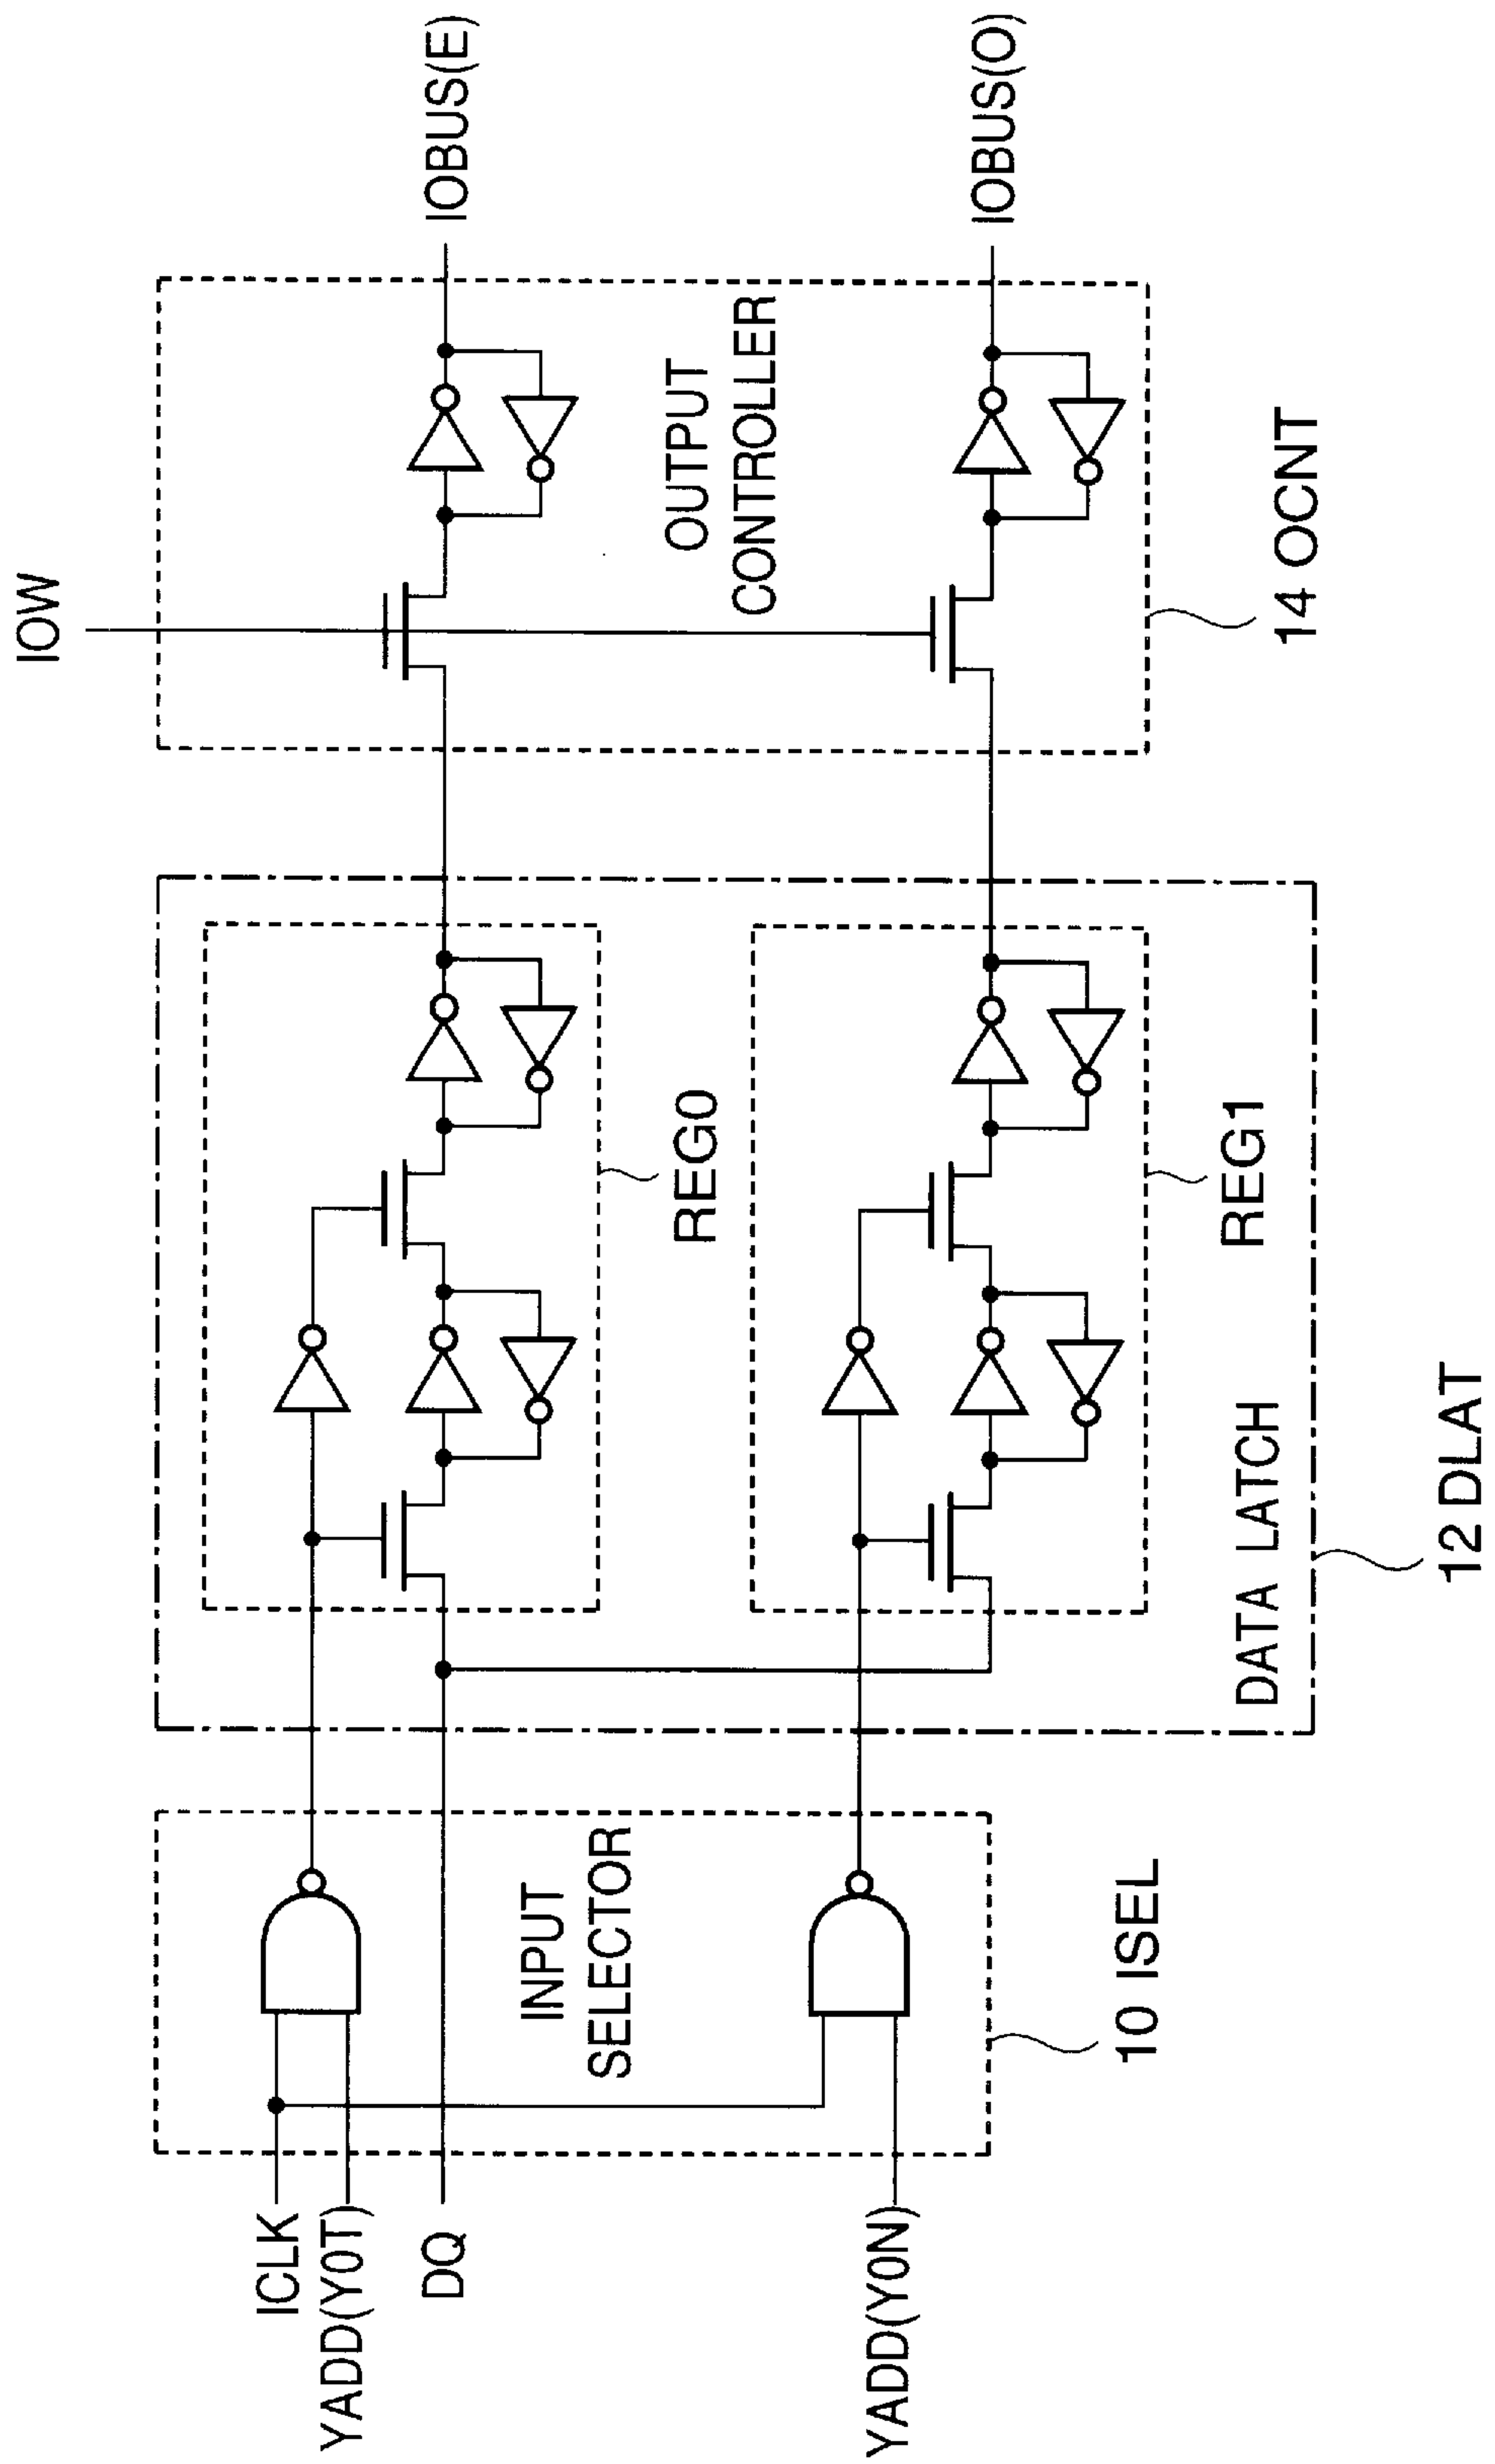 ICLK
YADD(Y0T)
DQ
YADD(Y0N)
INPUT
SELECTOR
10 ISEL
REG0
REG1
DATA LATCH
12 DLAT
IOW
OUTPUT
CONTROLLER
14 OCNT
IOBUS(E)
IOBUS(O)